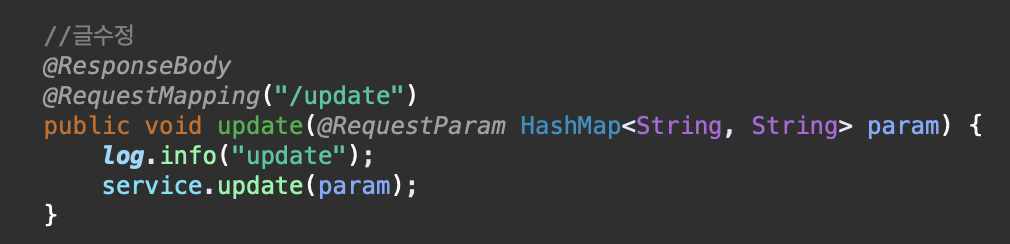 //글수정
@ResponseBody
@RequestMapping("/update")
public void update(@RequestParam HashMap<String, String> param) {
    log.info("update");
    service.update(param);
}